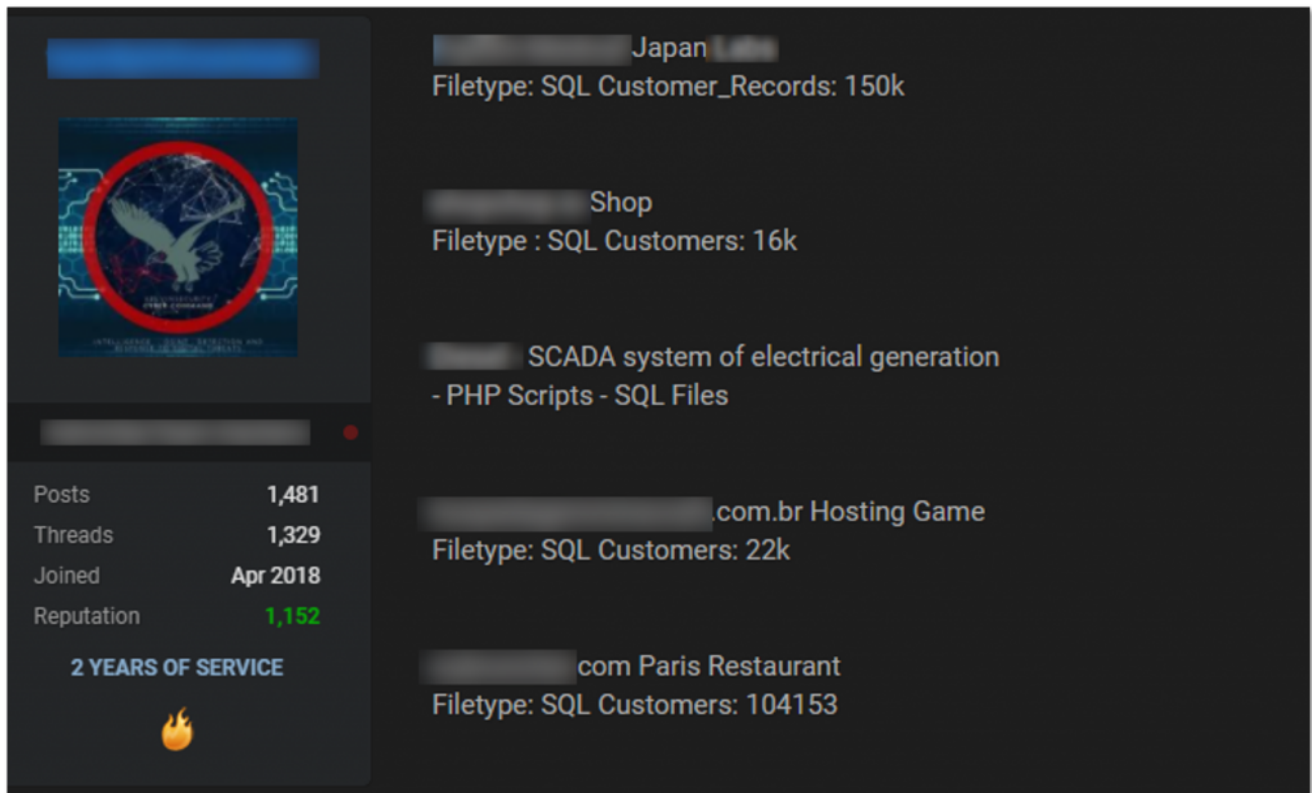 Posts 1,481
Threads 1,329
Joined Apr 2018
Reputation 1,152
2 YEARS OF SERVICE
Japan
Filetype: SQL Customer_Records: 150k
Shop
Filetype : SQL Customers: 16k
SCADA system of electrical generation
- PHP Scripts - SQL Files
.com.br Hosting Game
Filetype: SQL Customers: 22k
com Paris Restaurant
Filetype: SQL Customers: 104153